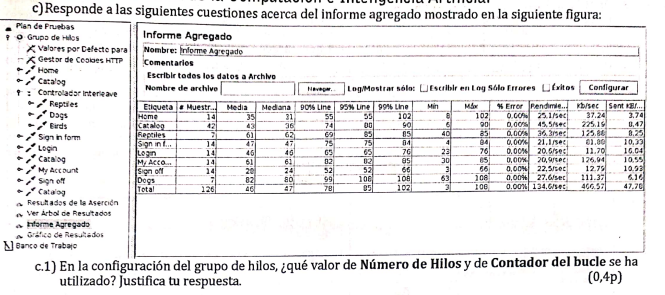 c) Responde a las siguientes cuestiones acerca del informe agregado mostrado en la siguiente figura:
Plan de Pruebas
Grupo de Hilos
Valores por Defecto para
Gestor de Cookies HTTP
Home
Catalog
Controlador Interleave
Reptiles
Dogs
Birds
Sign in form
Login
Catalog
My Account
Sign off
Catalog
Resultados de la Aserción
Ver Árbol de Resultados
Informe Agregado
Gráfico de Resultados
Banco de Trabajo
Informe Agregado
Nombre: Informe Agregado
Comentarios
Escribir todos los datos a Archivo
Nombre de archivo Navegar... Log/Mostrar sólo: Escribir en Log Sólo Errores Éxitos Configurar
Etiqueta # Muestr... Media Mediana 90% Line 95% Line 99% Line Mín Máx % Error Rendimie... Kb/sec Sent KB/...
Home 14 35 31 55 55 102 8 102 0,00% 25,1/sec 37,24 3,74
Catalog 42 43 36 74 80 90 6 90 0,00% 45,5/sec 225,19 8,47
Reptiles 7 61 62 69 85 85 40 85 0,00% 36,3/sec 125,88 8,25
Sign in f... 14 47 47 75 75 84 4 84 0,00% 21,1/sec 81,88 10,33
Login 14 46 46 65 65 76 23 76 0,00% 20,6/sec 11,70 16,04
My Acco... 14 61 61 82 82 85 30 85 0,00% 20,9/sec 126,94 10,55
Sign off 14 28 24 52 52 66 3 66 0,00% 22,5/sec 12,79 10,93
Dogs 7 82 80 99 108 108 63 108 0,00% 27,6/sec 111,37 6,16
Total 126 46 47 78 85 102 3 108 0,00% 134,6/sec 466,57 47,78
c.1) En la configuración del grupo de hilos, ¿qué valor de Número de Hilos y de Contador del bucle se ha
utilizado? Justifica tu respuesta. (0,4p)